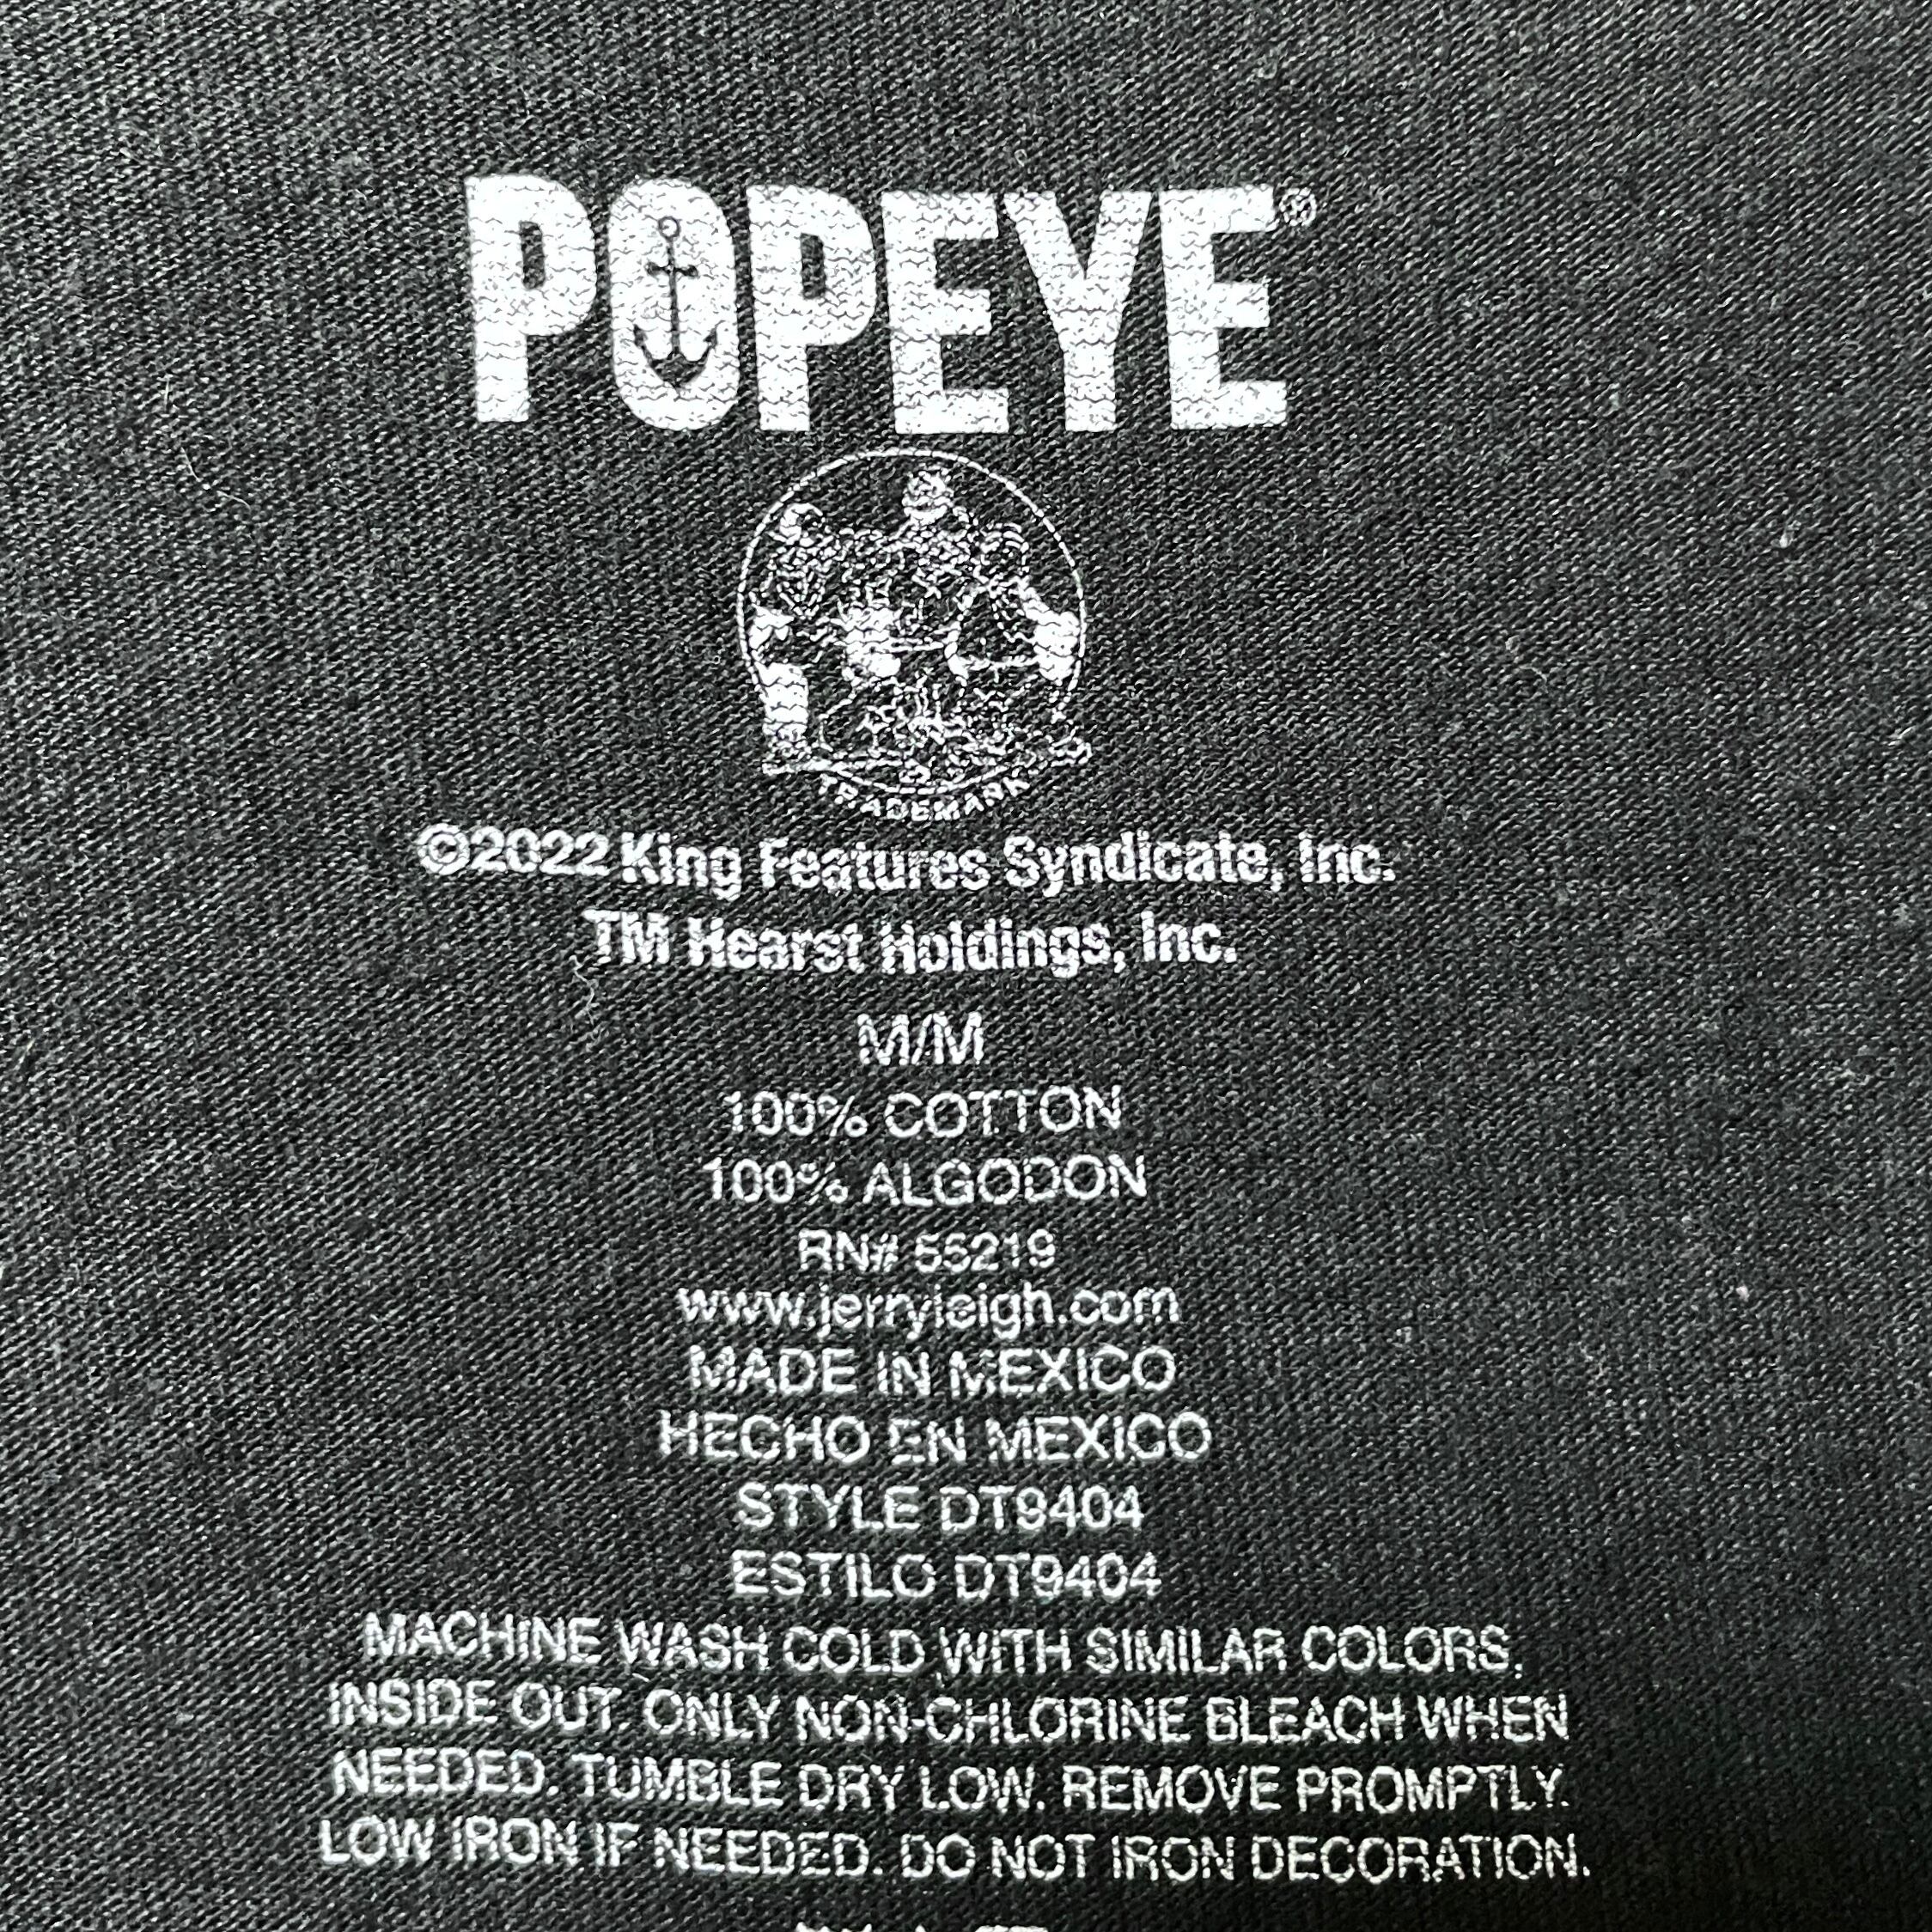 POPEYE®
TRADEMARK
©2022 King Features Syndicate, Inc.
TM Hearst Holdings, Inc.
M/M
100% COTTON
100% ALGODON
RN# 55219
www.jerryleigh.com
MADE IN MEXICO
HECHO EN MEXICO
STYLE DT9404
ESTILO DT9404
MACHINE WASH COLD WITH SIMILAR COLORS,
INSIDE OUT. ONLY NON-CHLORINE BLEACH WHEN
NEEDED. TUMBLE DRY LOW. REMOVE PROMPTLY.
LOW IRON IF NEEDED. DO NOT IRON DECORATION.